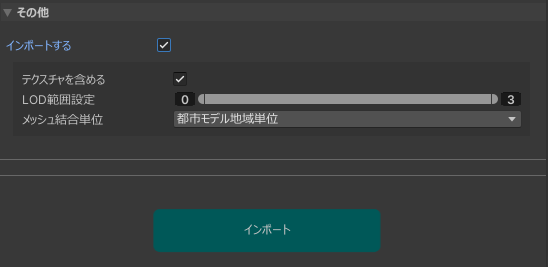 その他
インポートする
テクスチャを含める
LOD範囲設定 0 3
メッシュ結合単位 都市モデル地域単位
インポート